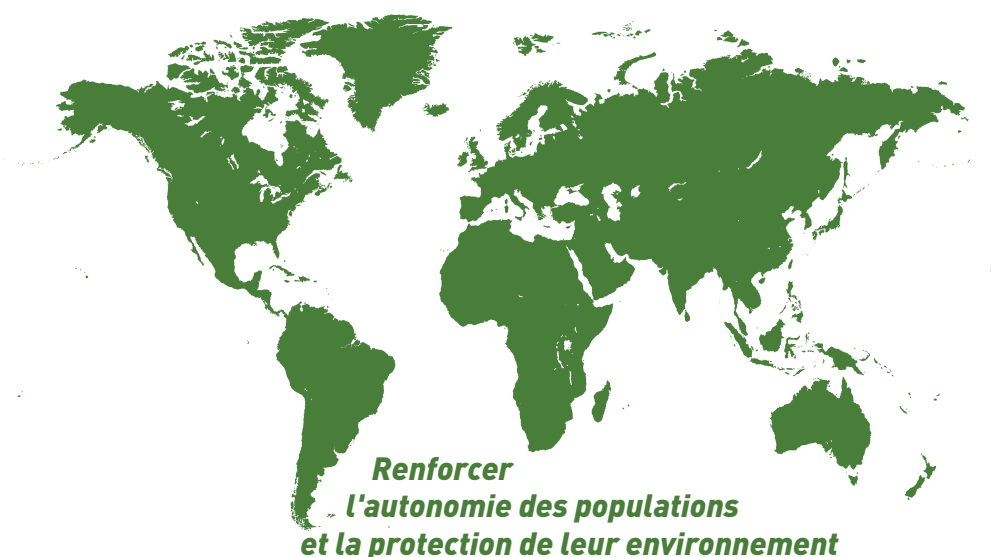 Renforcer
l'autonomie des populations
et la protection de leur environnement